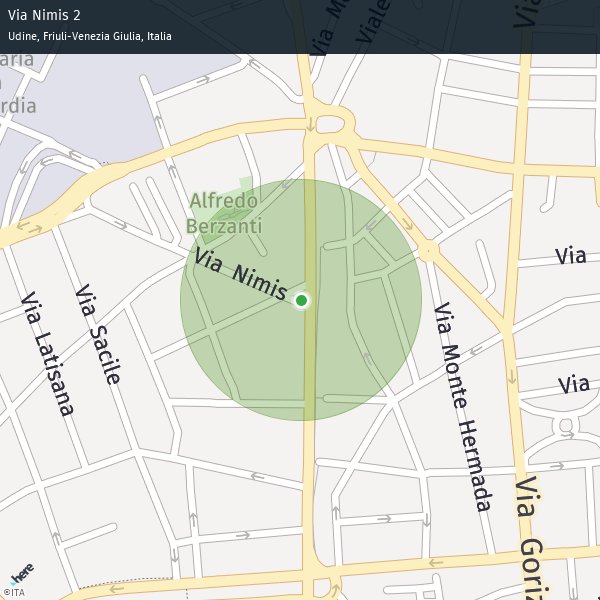 Via Nimis 2
Udine, Friuli-Venezia Giulia, Italia
Via
Viale
Via
aria
rdia
Alfredo
Berzanti
Via Nimis
Via
Via Sacile
Via Latisana
Via Monte Hermada
Via
Via Goriz
here
©ITA